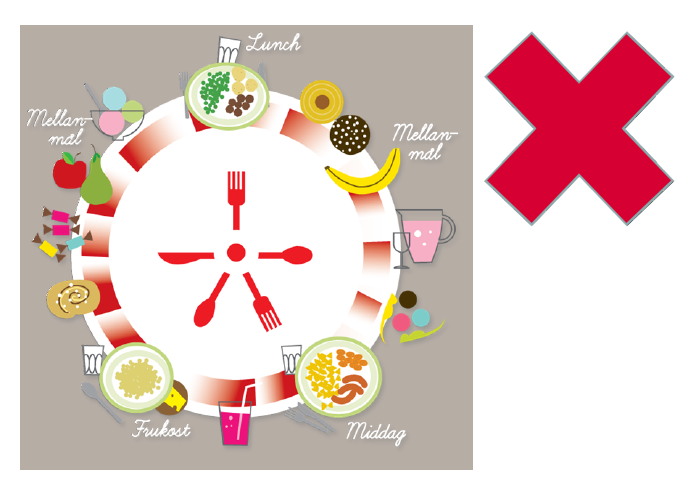 Lunch
Mellan-
mål
Mellan-
mål
Frukost
Middag